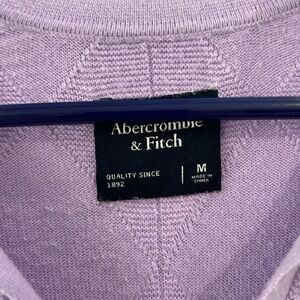 Abercrombie
& Fitch
QUALITY SINCE
1892
M
MADE IN
CHINA